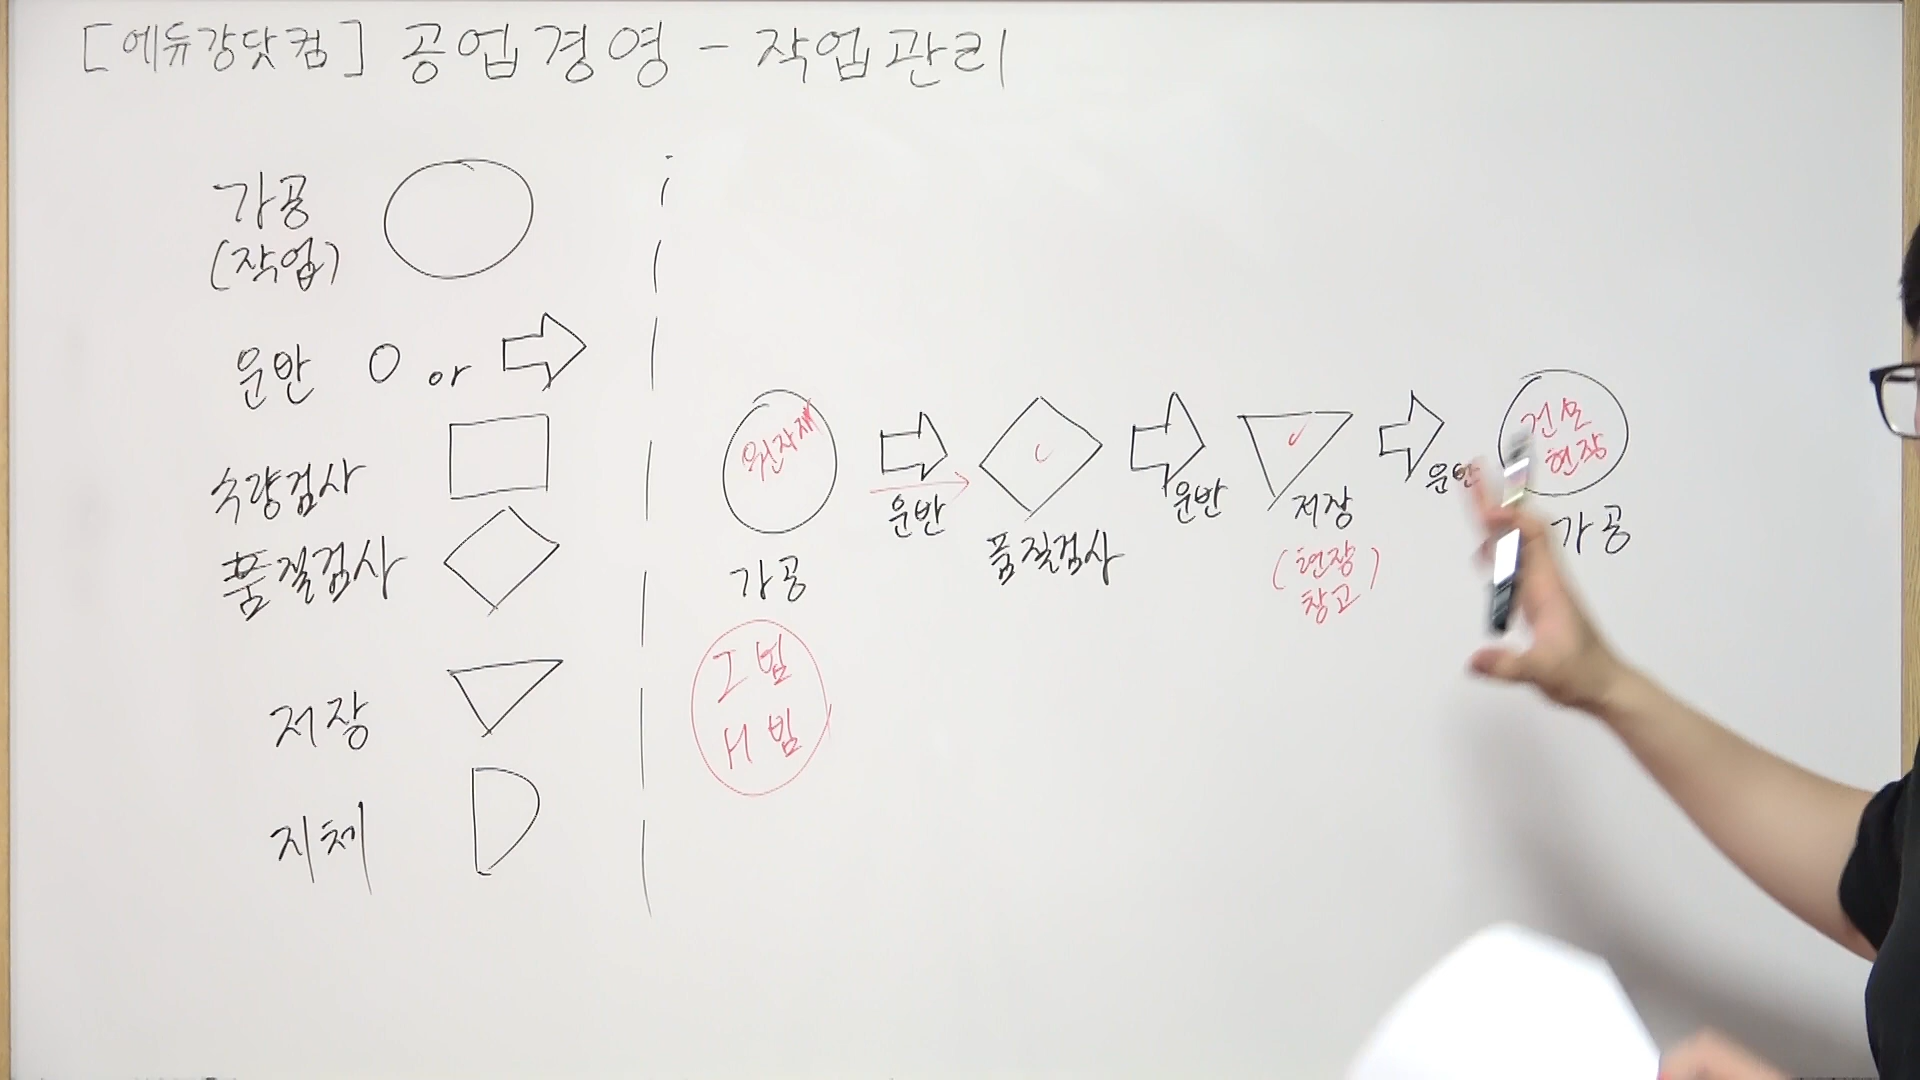 [에듀강닷컴] 공업경영 - 작업관리
가공
(작업)
운반 O or
수량검사
품질검사
저장
지체
원자재
가공
운반
품질검사
운반
저장
(현장
창고)
운반
현장
가공
H빔